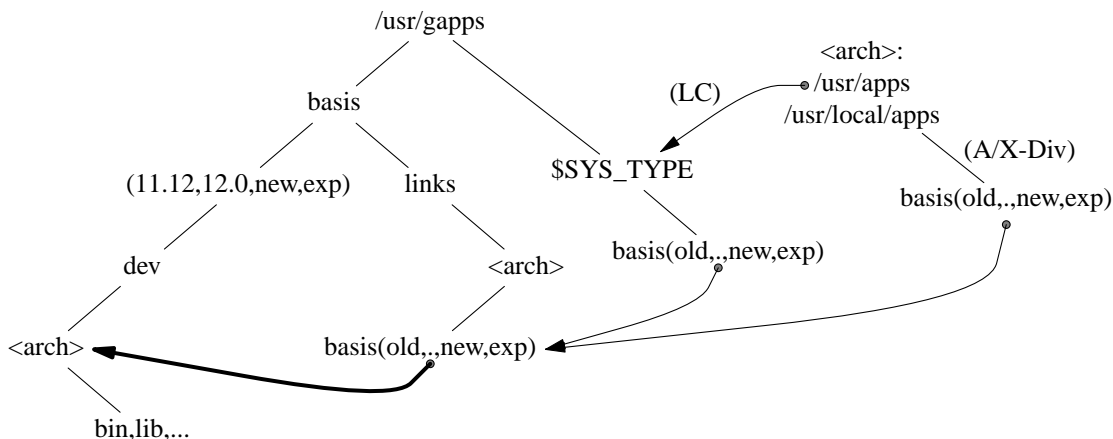 /usr/gapps
<arch>:
/usr/apps
(LC)
/usr/local/apps
basis
(A/X-Div)
$SYS_TYPE
(11.12,12.0,new,exp)
links
basis(old,.,new,exp)
basis(old,.,new,exp)
dev
<arch>
<arch>
basis(old,.,new,exp)
bin,lib,...